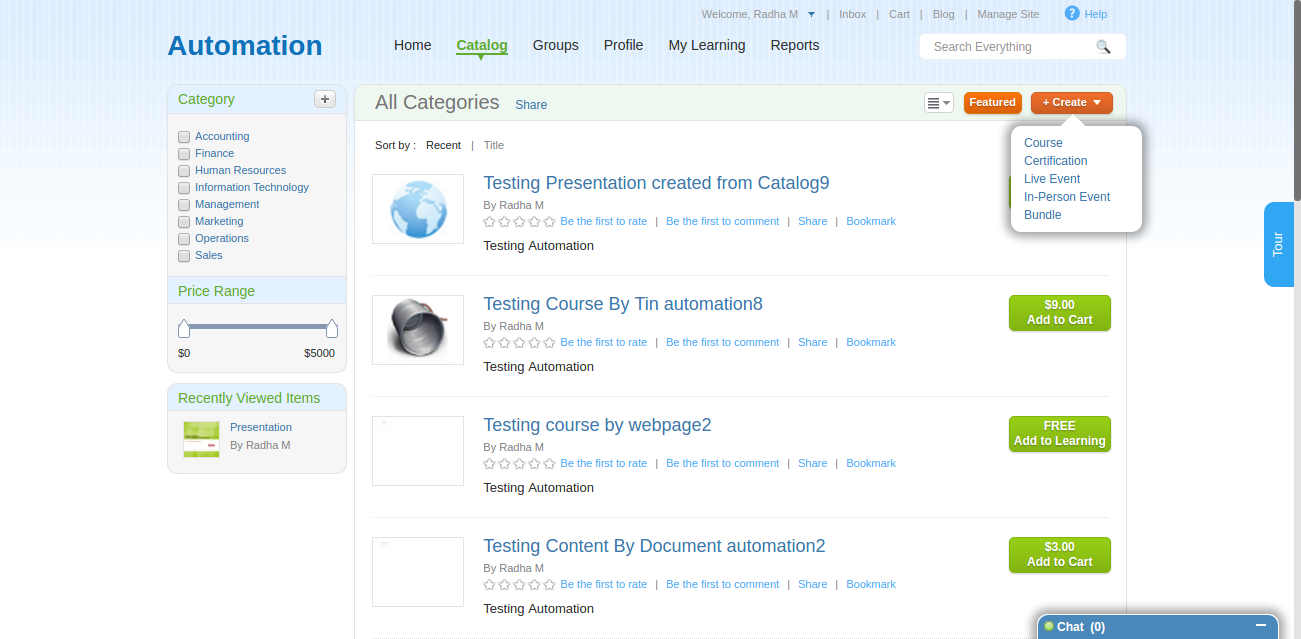 Welcome, Radha M | Inbox | Cart | Blog | Manage Site ? Help
Automation
Home Catalog Groups Profile My Learning Reports
Search Everything
Category +
Accounting
Finance
Human Resources
Information Technology
Management
Marketing
Operations
Sales
Price Range
$0 $5000
Recently Viewed Items
Presentation
By Radha M
All Categories Share
Featured + Create
Course
Certification
Live Event
In-Person Event
Bundle
Sort by : Recent | Title
Testing Presentation created from Catalog9
By Radha M
Be the first to rate | Be the first to comment | Share | Bookmark
Testing Automation
Testing Course By Tin automation8
By Radha M
Be the first to rate | Be the first to comment | Share | Bookmark
Testing Automation
$9.00
Add to Cart
Testing course by webpage2
By Radha M
Be the first to rate | Be the first to comment | Share | Bookmark
Testing Automation
FREE
Add to Learning
Testing Content By Document automation2
By Radha M
Be the first to rate | Be the first to comment | Share | Bookmark
Testing Automation
$3.00
Add to Cart
Tour
Chat (0)